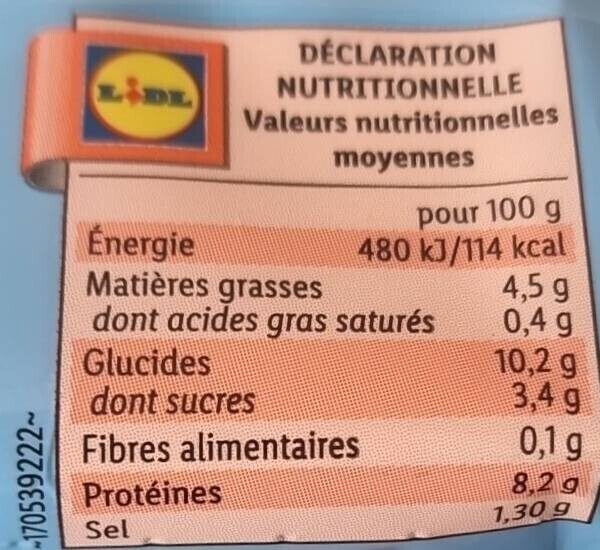 LIDL
DÉCLARATION
NUTRITIONNELLE
Valeurs nutritionnelles
moyennes
pour 100 g
Énergie 480 kJ/114 kcal
Matières grasses 4,5 g
dont acides gras saturés 0,4 g
Glucides 10,2 g
dont sucres 3,4 g
Fibres alimentaires 0,1 g
Protéines 8,2 g
Sel 1,30 g
~170539222~